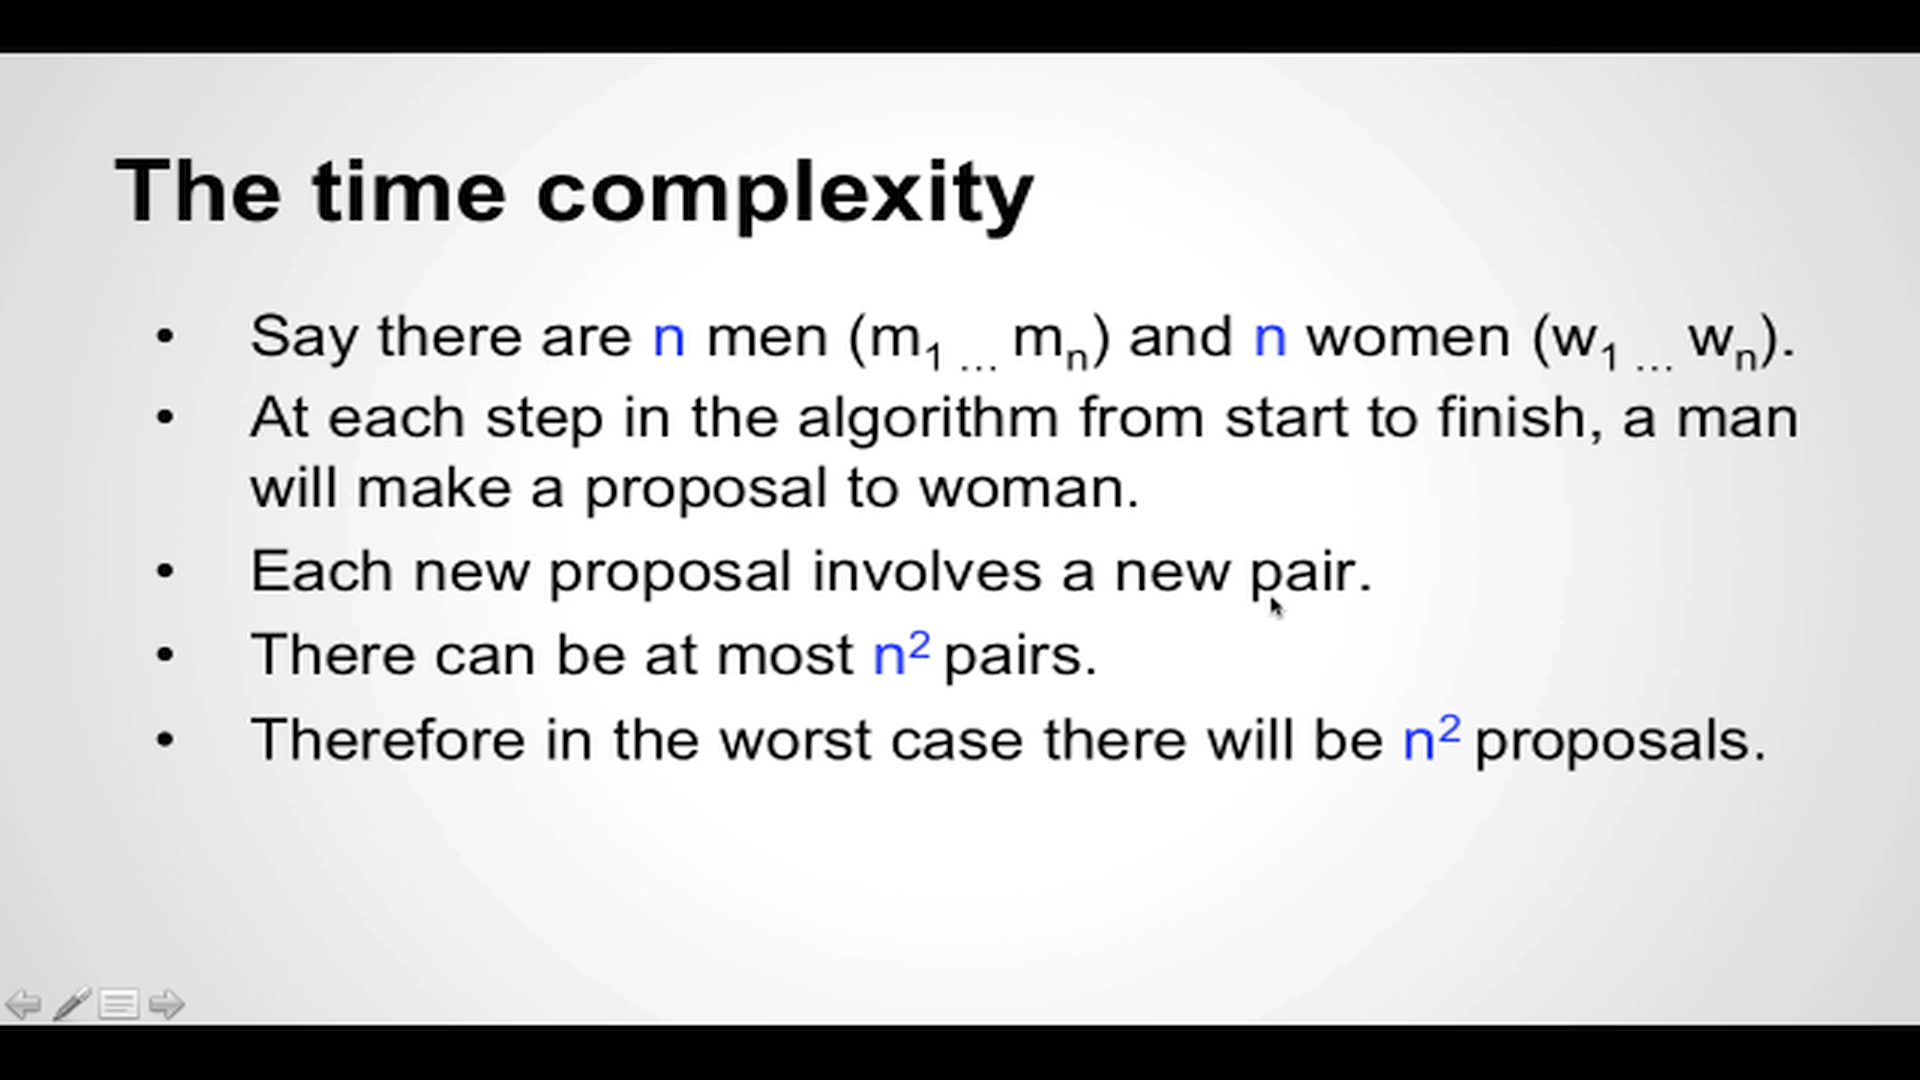 The time complexity
• Say there are n men (m₁ ... mₙ) and n women (w₁ ... wₙ).
• At each step in the algorithm from start to finish, a man
will make a proposal to woman.
• Each new proposal involves a new pair.
• There can be at most n² pairs.
• Therefore in the worst case there will be n² proposals.